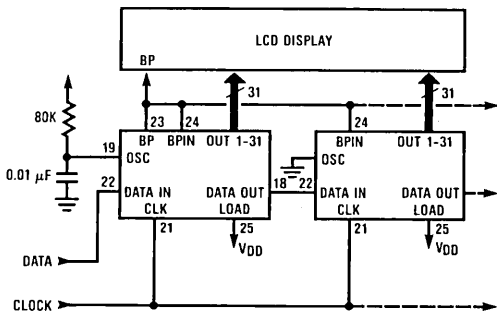 LCD DISPLAY
BP
31
31
80K
23
24
24
BP
BPIN
OUT 1-31
BPIN
OUT 1-31
19
OSC
OSC
0.01 μF
22
DATA IN
DATA OUT
18
22
DATA IN
DATA OUT
CLK
LOAD
CLK
LOAD
21
25
21
25
VDD
VDD
DATA
CLOCK